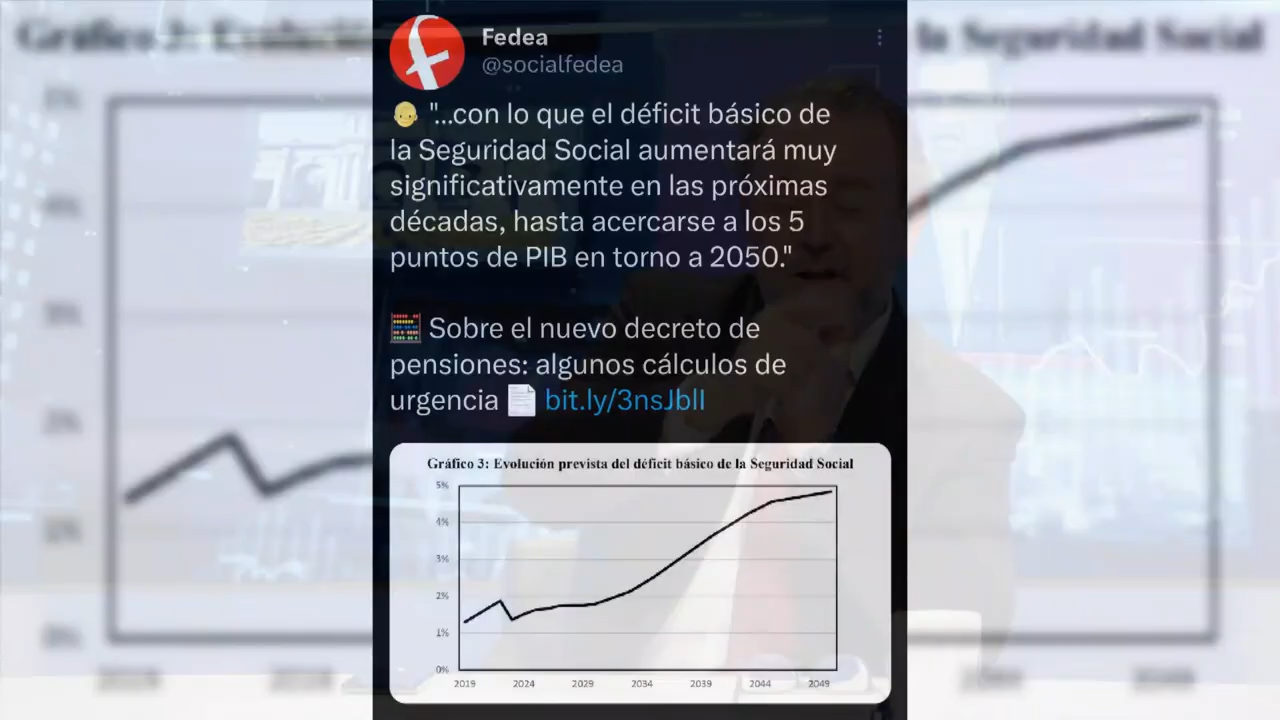 Fedea
@socialfedea
"...con lo que el déficit básico de
la Seguridad Social aumentará muy
significativamente en las próximas
décadas, hasta acercarse a los 5
puntos de PIB en torno a 2050."
Sobre el nuevo decreto de
pensiones: algunos cálculos de
urgencia bit.ly/3nsJbll
Gráfico 3: Evolución prevista del déficit básico de la Seguridad Social
5%
4%
3%
2%
1%
0%
2019 2024 2029 2034 2039 2044 2049